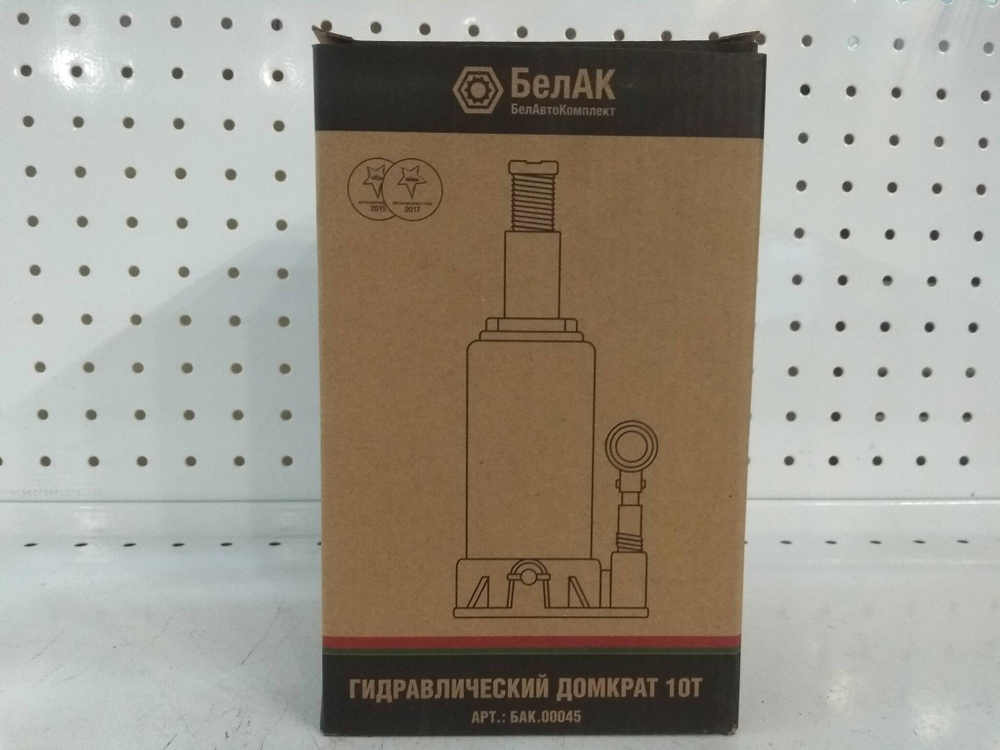 БелАК
БелАвтоКомплект
2015
2017
ГИДРАВЛИЧЕСКИЙ ДОМКРАТ 10Т
АРТ.: БАК.00045